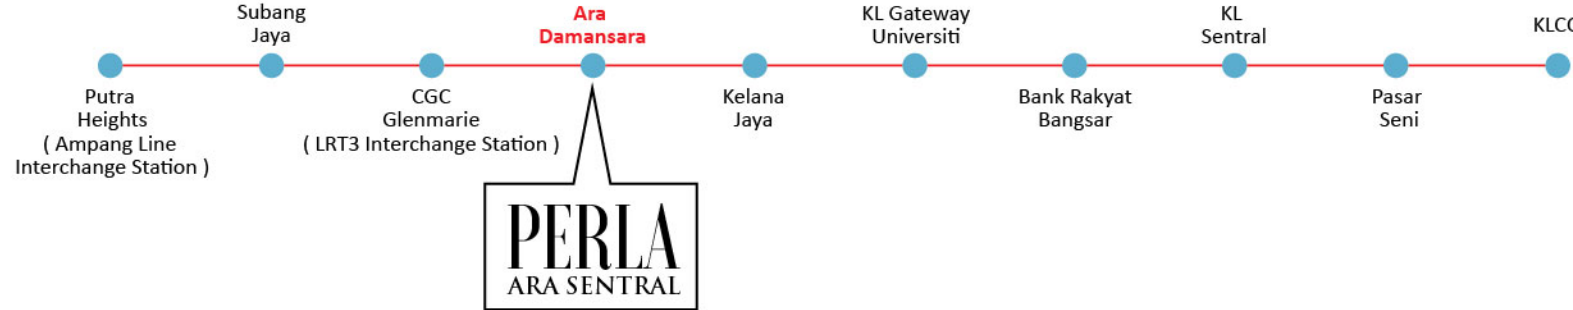 Subang
Jaya
Ara
Damansara
KL Gateway
Universiti
KL
Sentral
KLCC
Putra
Heights
( Ampang Line
Interchange Station )
CGC
Glenmarie
( LRT3 Interchange Station )
Kelana
Jaya
Bank Rakyat
Bangsar
Pasar
Seni
PERLA
ARA SENTRAL